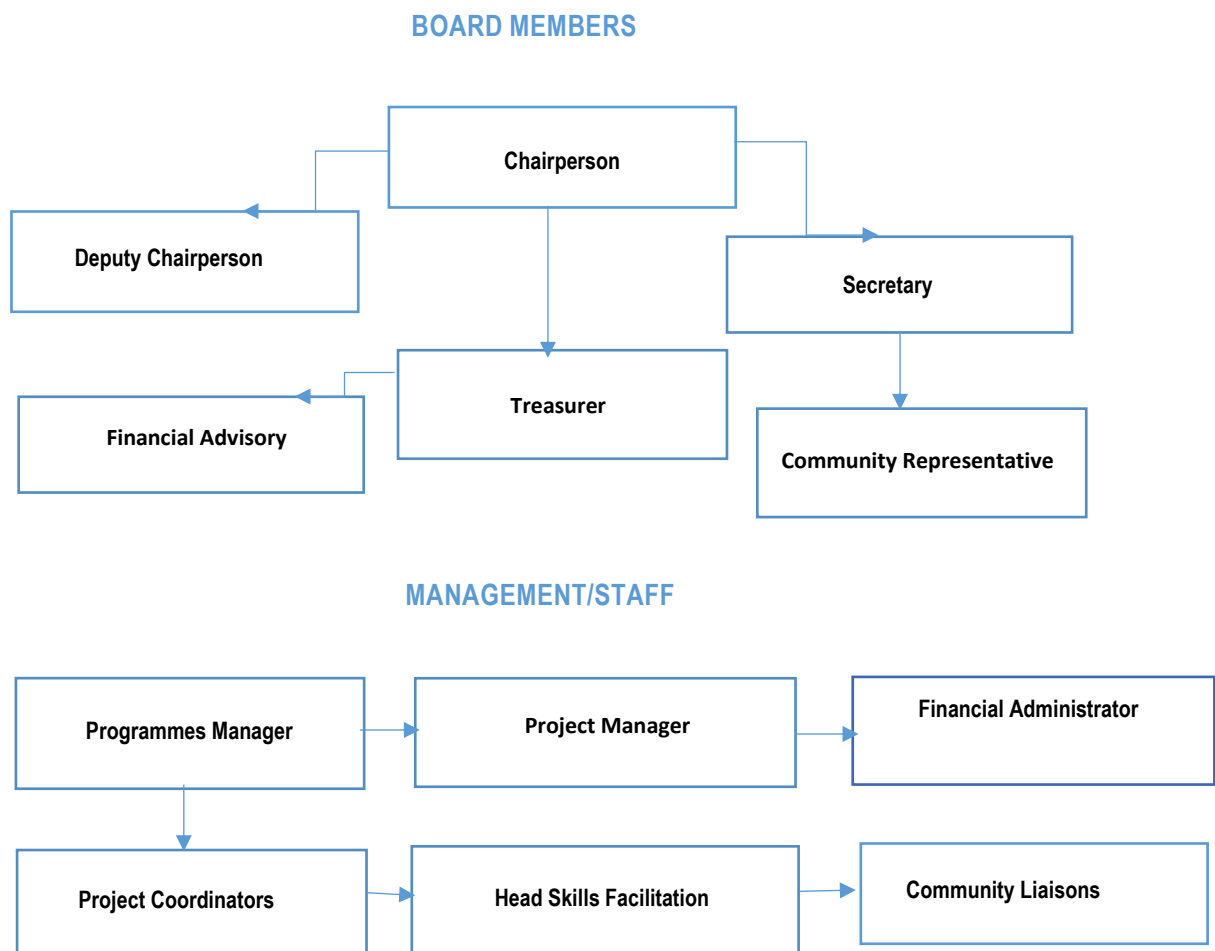 BOARD MEMBERS
Chairperson
Deputy Chairperson
Secretary
Treasurer
Financial Advisory
Community Representative
MANAGEMENT/STAFF
Programmes Manager
Project Manager
Financial Administrator
Project Coordinators
Head Skills Facilitation
Community Liaisons